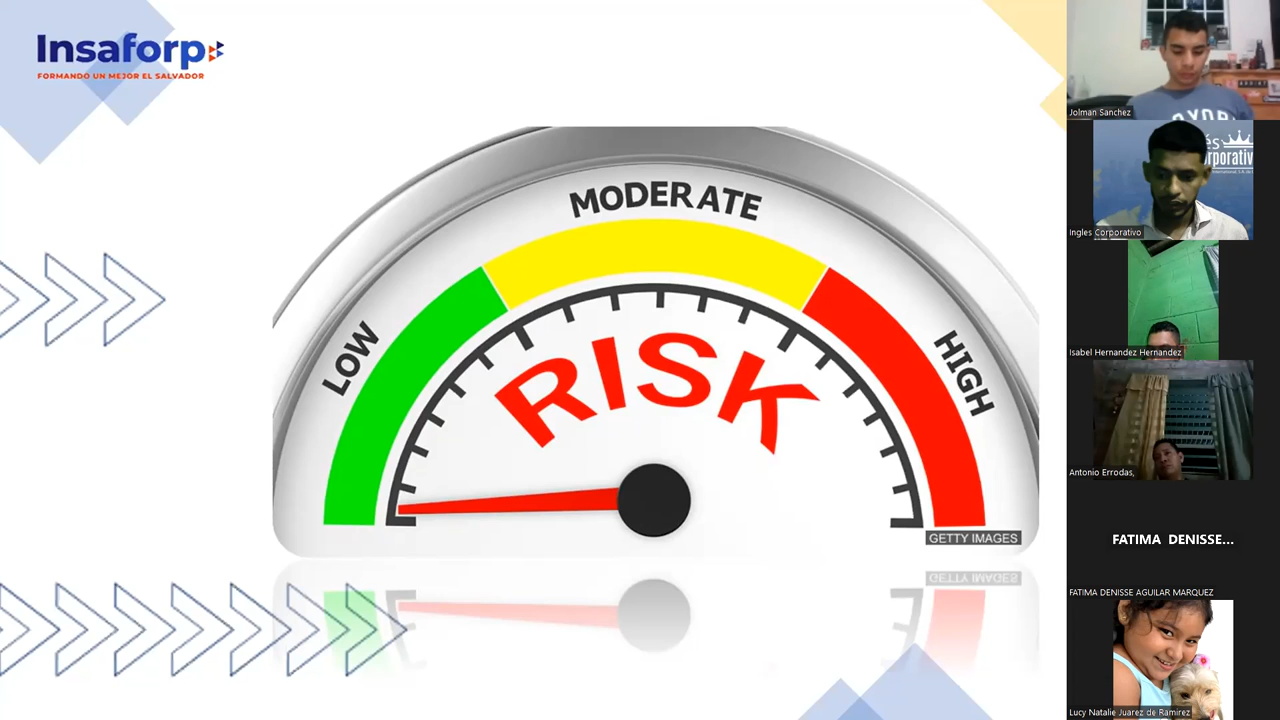 Insaforp
FORMANDO UN MEJOR EL SALVADOR
LOW
MODERATE
HIGH
RISK
GETTY IMAGES
GETTY IMAGES
Jolman Sanchez
Ingles Corporativo
Isabel Hernandez Hernandez
Antonio Errodas,
FATIMA DENISSE...
FATIMA DENISSE AGUILAR MARQUEZ
Lucy Natalie Juarez de Ramirez